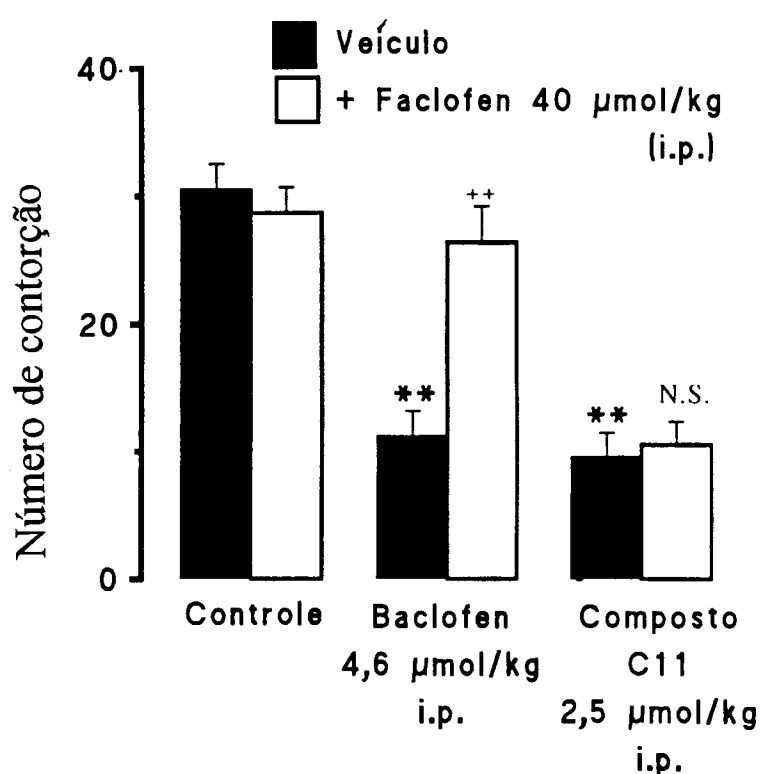 Veículo
+ Faclofen 40 µmol/kg
(i.p.)
40
20
0
Número de contorção
++
**
**
N.S.
Controle
Baclofen
4,6 µmol/kg
i.p.
Composto
C11
2,5 µmol/kg
i.p.